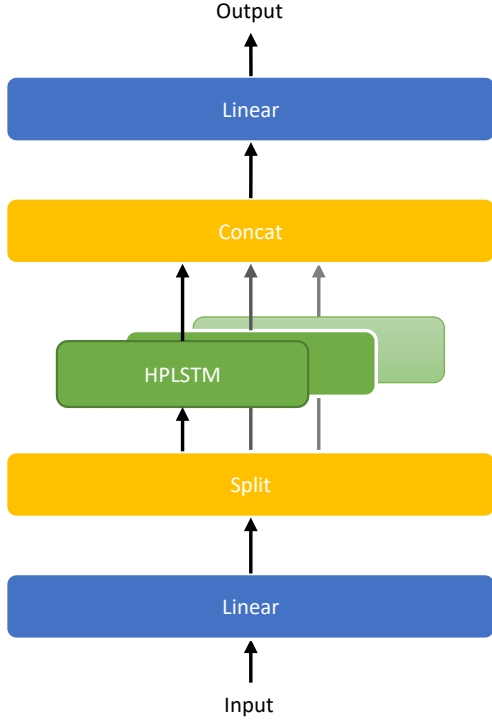 Output
Linear
Concat
HPLSTM
Split
Linear
Input